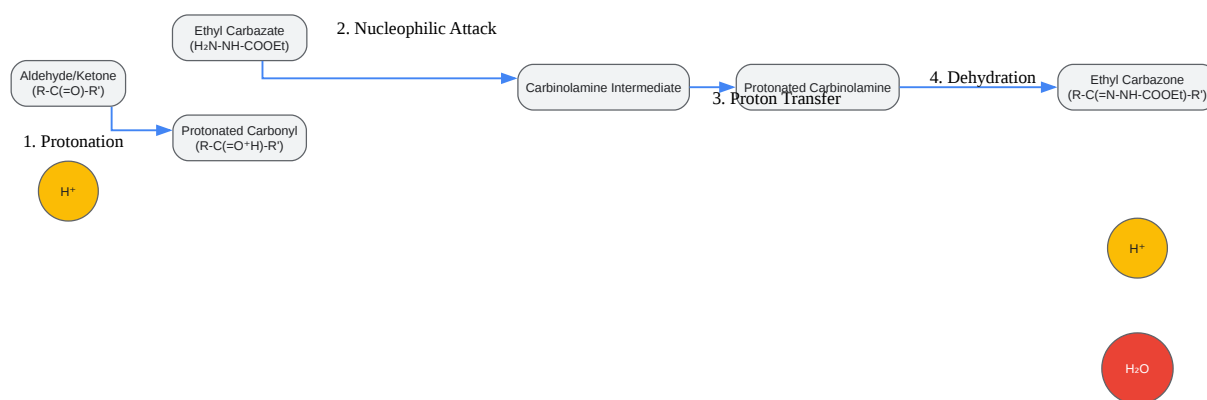 Ethyl Carbazate
(H₂N-NH-COOEt)
2. Nucleophilic Attack
Aldehyde/Ketone
(R-C(=O)-R')
Carbinolamine Intermediate
Protonated Carbinolamine
3. Proton Transfer
4. Dehydration
Ethyl Carbazone
(R-C(=N-NH-COOEt)-R')
1. Protonation
Protonated Carbonyl
(R-C(=O⁺H)-R')
H⁺
H⁺
H₂O